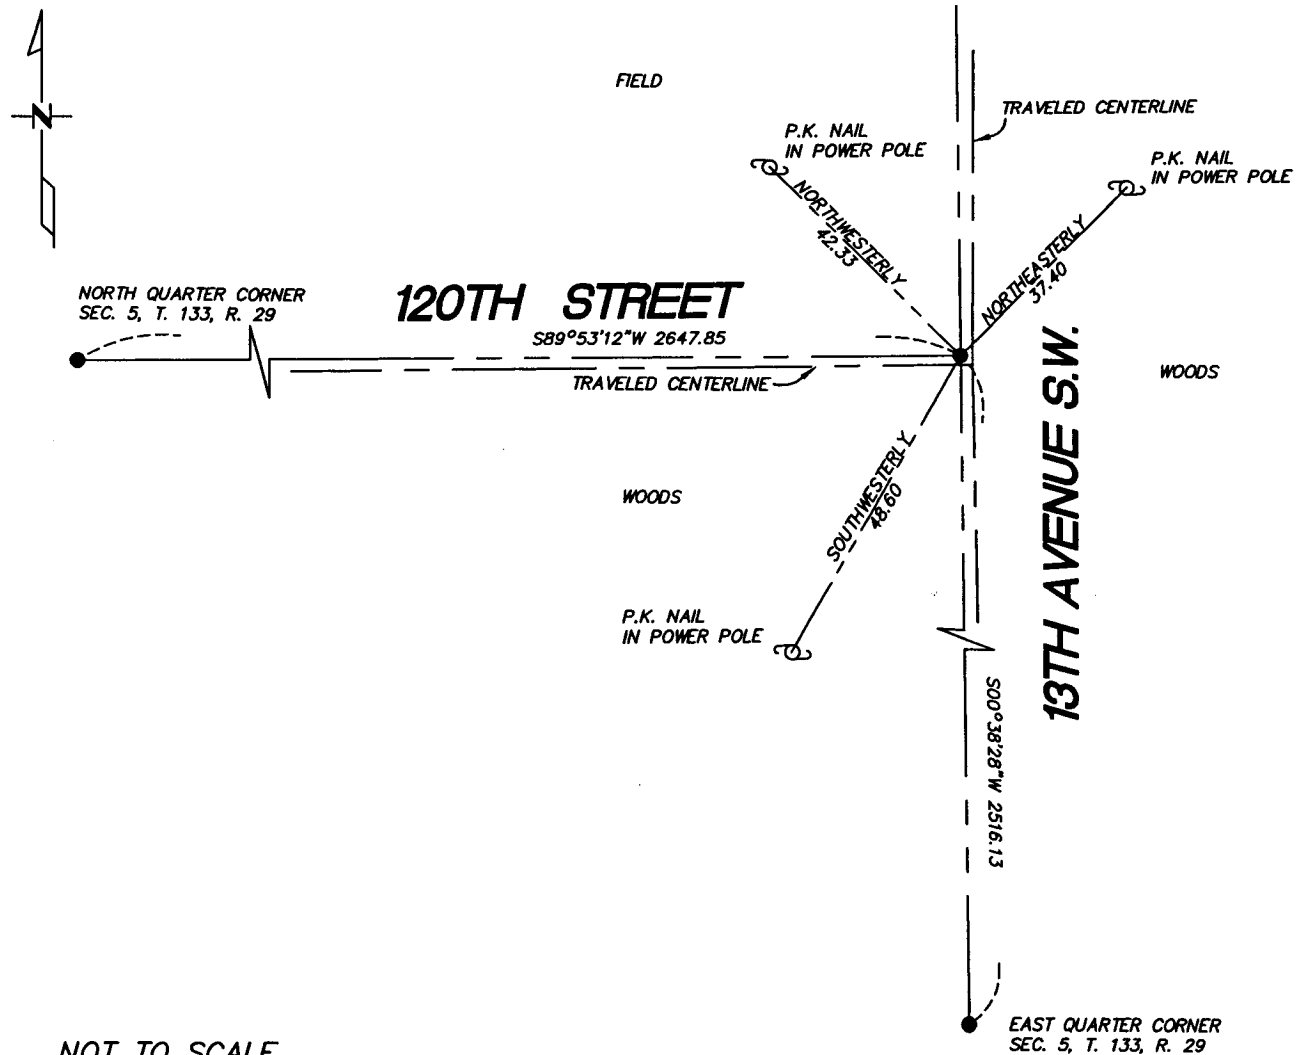 N
FIELD
TRAVELED CENTERLINE
P.K. NAIL
IN POWER POLE
P.K. NAIL
IN POWER POLE
NORTHWESTERLY
42.33
NORTHEASTERLY
37.40
NORTH QUARTER CORNER
SEC. 5, T. 133, R. 29
120TH STREET
S89°53'12"W 2647.85
TRAVELED CENTERLINE
WOODS
13TH AVENUE S.W.
WOODS
SOUTHWESTERLY
48.60
P.K. NAIL
IN POWER POLE
S00°38'28"W 2516.13
EAST QUARTER CORNER
SEC. 5, T. 133, R. 29
NOT TO SCALE